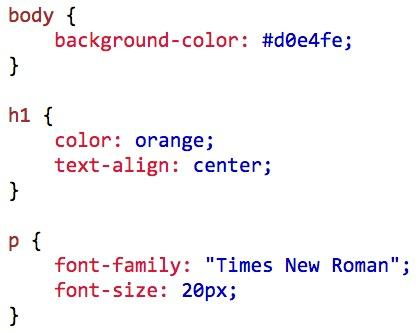 body {
    background-color: #d0e4fe;
}

h1 {
    color: orange;
    text-align: center;
}

p {
    font-family: "Times New Roman";
    font-size: 20px;
}